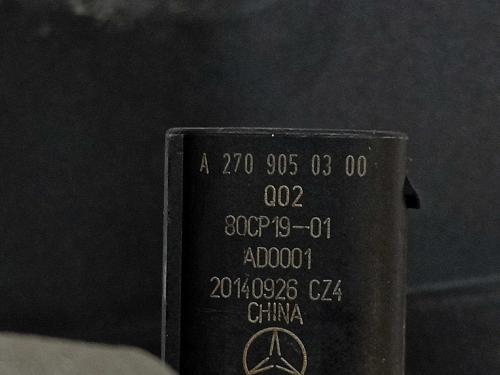 A 270 905 03 00
Q02
80CP19-01
AD0001
20140926 CZ4
CHINA